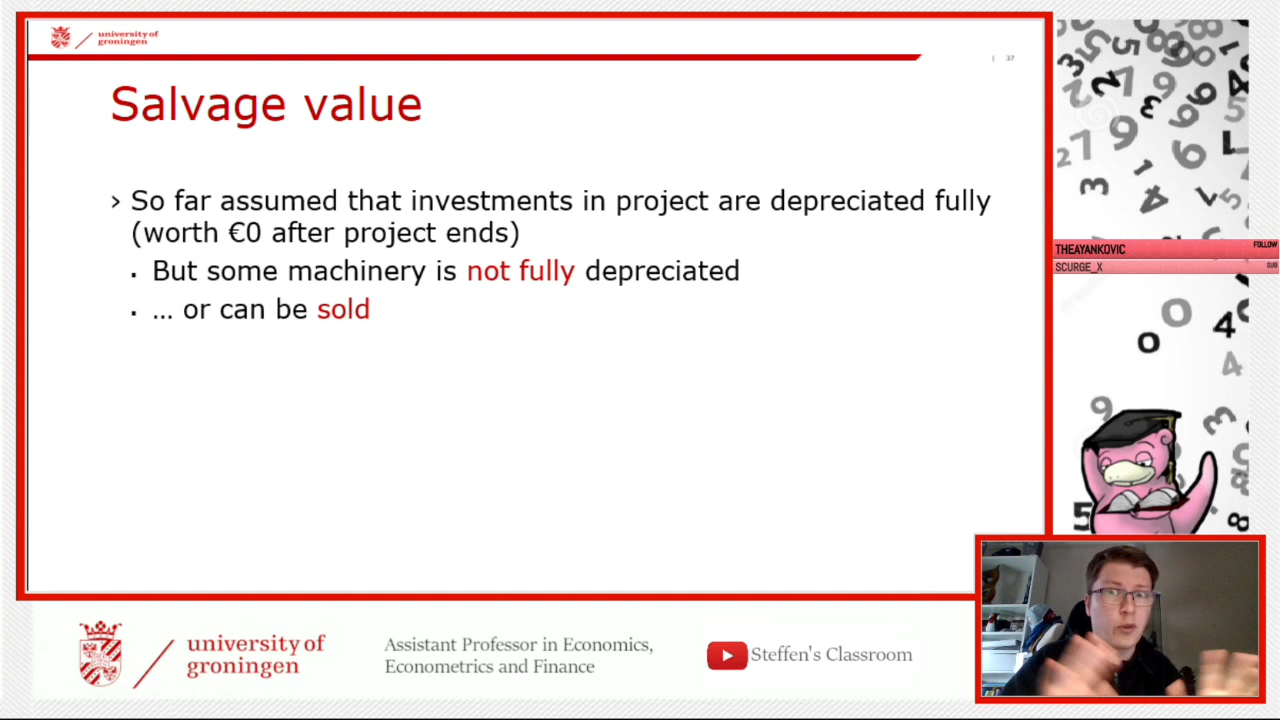 university of
groningen
| 37
Salvage value
› So far assumed that investments in project are depreciated fully
(worth €0 after project ends)
▪ But some machinery is not fully depreciated
▪ … or can be sold
THEAYANKOVIC FOLLOW
SCURGE_X SUB
university of
groningen
Assistant Professor in Economics,
Econometrics and Finance
Steffen's Classroom